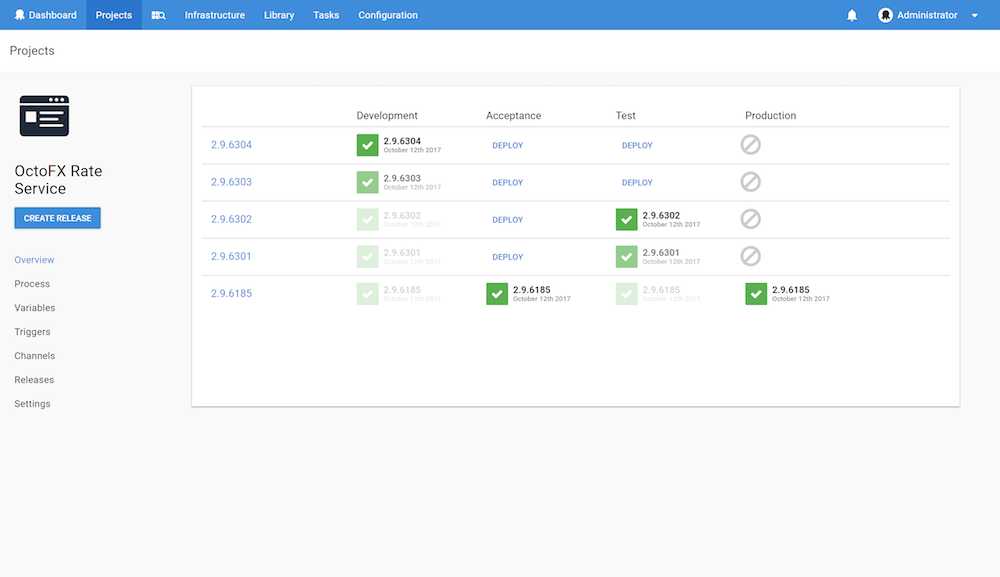 Dashboard Projects Infrastructure Library Tasks Configuration Administrator
Projects
OctoFX Rate
Service
CREATE RELEASE
Overview
Process
Variables
Triggers
Channels
Releases
Settings
Development Acceptance Test Production
2.9.6304 2.9.6304 DEPLOY DEPLOY
October 12th 2017
2.9.6303 2.9.6303 DEPLOY DEPLOY
October 12th 2017
2.9.6302 2.9.6302 DEPLOY 2.9.6302
October 12th 2017 October 12th 2017
2.9.6301 2.9.6301 DEPLOY 2.9.6301
October 12th 2017 October 12th 2017
2.9.6185 2.9.6185 2.9.6185 2.9.6185 2.9.6185
October 12th 2017 October 12th 2017 October 12th 2017 October 12th 2017